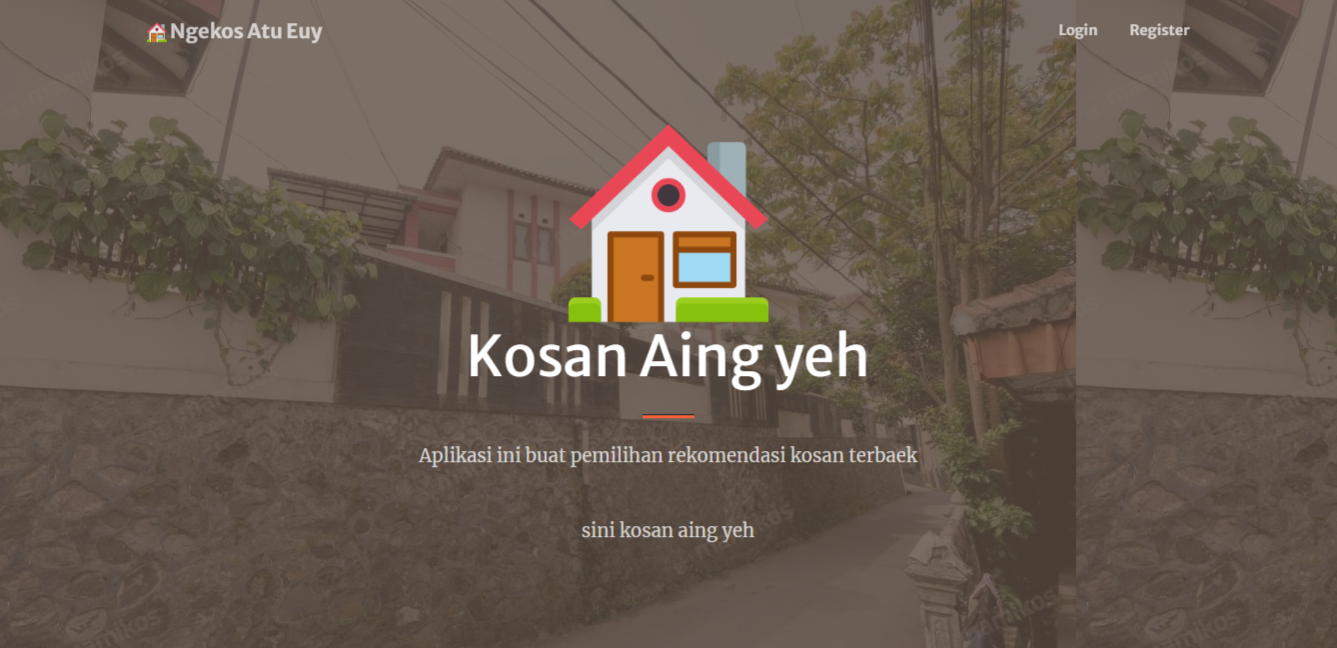 Ngekos Atu Euy
Login
Register
Kosan Aing yeh
Aplikasi ini buat pemilihan rekomendasi kosan terbaek
sini kosan aing yeh
mamikos